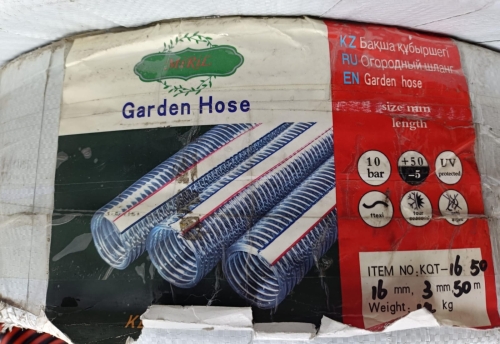 Garden Hose
KZ Бақша құбыршегі
RU Огородный шланг
EN Garden hose
size mm
length
10 bar
+50 -5
UV protected
ITEM NO: KQT-16 50
16 mm, 3 mm, 50 m
Weight: kg